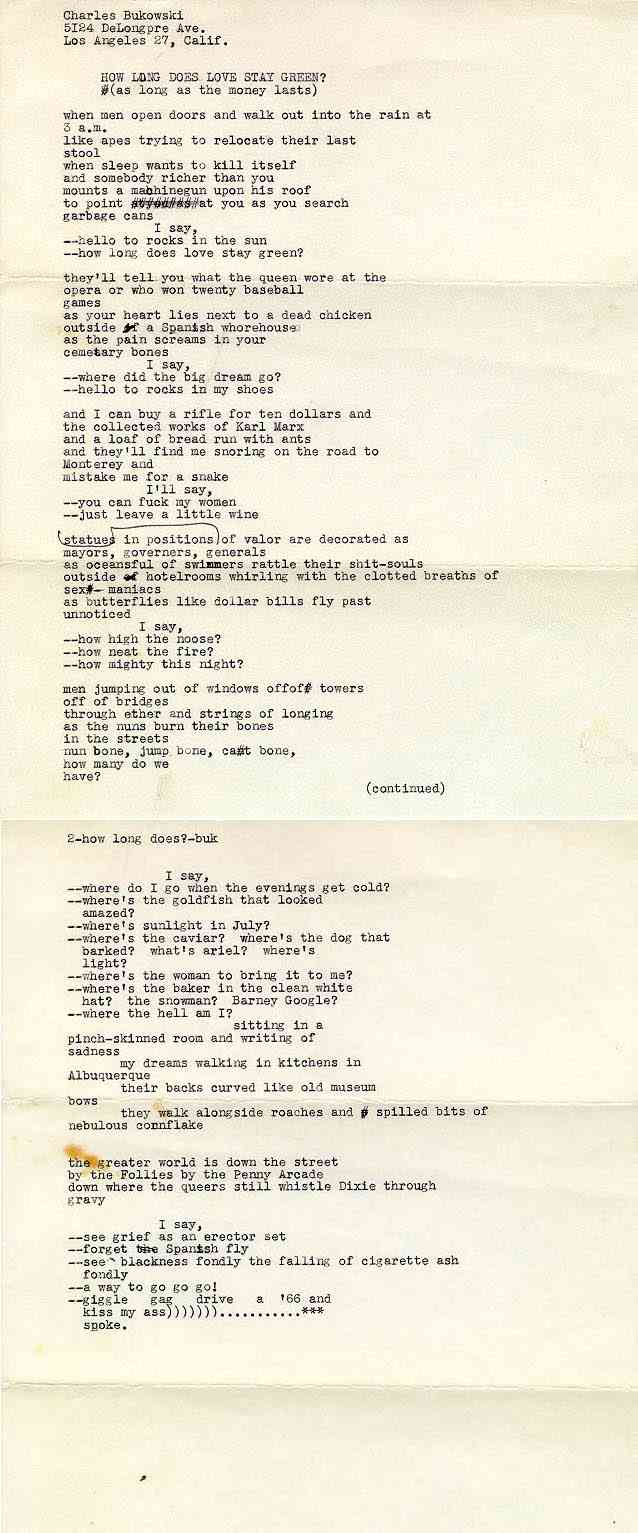 Charles Bukowski
5124 DeLongpre Ave.
Los Angeles 27, Calif.
HOW LONG DOES LOVE STAY GREEN?
#(as long as the money lasts)
when men open doors and walk out into the rain at
3 a.m.
like apes trying to relocate their last
stool
when sleep wants to kill itself
and somebody richer than you
mounts a machinegun upon his roof
to point at you as you search
garbage cans
I say,
--hello to rocks in the sun
--how long does love stay green?
they'll tell you what the queen wore at the
opera or who won twenty baseball
games
as your heart lies next to a dead chicken
outside of a Spanish whorehouse
as the pain screams in your
cemetary bones
I say,
--where did the big dream go?
--hello to rocks in my shoes
and I can buy a rifle for ten dollars and
the collected works of Karl Marx
and a loaf of bread run with ants
and they'll find me snoring on the road to
Monterey and
mistake me for a snake
I'll say,
--you can fuck my women
--just leave a little wine
statues in positions of valor are decorated as
mayors, governers, generals
as oceansful of swimmers rattle their shit-souls
outside of hotelrooms whirling with the clotted breaths of
sex#- maniacs
as butterflies like dollar bills fly past
unnoticed
I say,
--how high the noose?
--how neat the fire?
--how mighty this night?
men jumping out of windows offof# towers
off of bridges
through ether and strings of longing
as the nuns burn their bones
in the streets
nun bone, jump bone, ca#t bone,
how many do we
have?
(continued)
2-how long does?-buk
I say,
--where do I go when the evenings get cold?
--where's the goldfish that looked
amazed?
--where's sunlight in July?
--where's the caviar? where's the dog that
barked? what's ariel? where's
light?
--where's the woman to bring it to me?
--where's the baker in the clean white
hat? the snowman? Barney Google?
--where the hell am I?
sitting in a
pinch-skinned room and writing of
sadness
my dreams walking in kitchens in
Albuquerque
their backs curved like old museum
bows
they walk alongside roaches and # spilled bits of
nebulous cornflake
the greater world is down the street
by the Follies by the Penny Arcade
down where the queers still whistle Dixie through
gravy
I say,
--see grief as an erector set
--forget the Spanish fly
--see blackness fondly the falling of cigarette ash
fondly
--a way to go go go!
--giggle gag drive a '66 and
kiss my ass)))))))...........***
spoke.